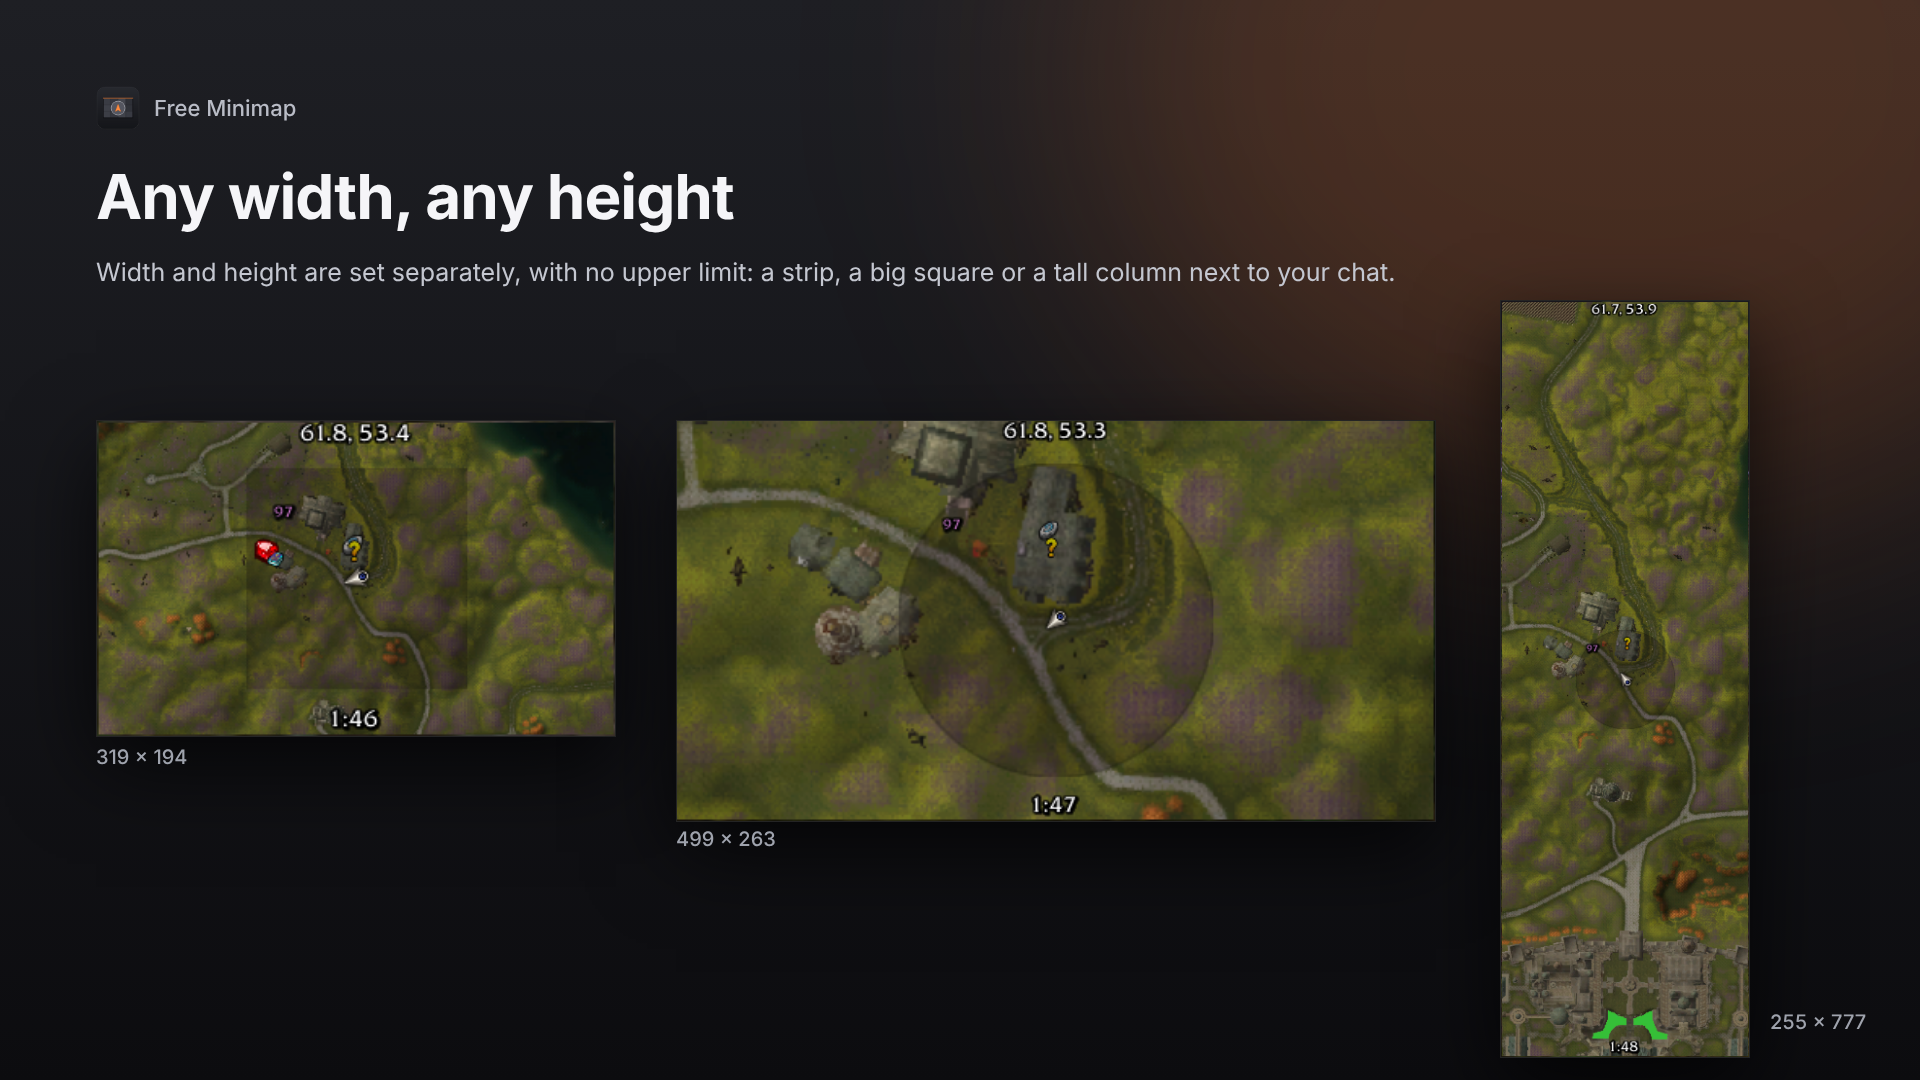 Free Minimap
Any width, any height
Width and height are set separately, with no upper limit: a strip, a big square or a tall column next to your chat.
61.8, 53.4
97
?
1:46
319 × 194
61.8, 53.3
97
?
1:47
499 × 263
61.7, 53.9
97
?
1:48
255 × 777